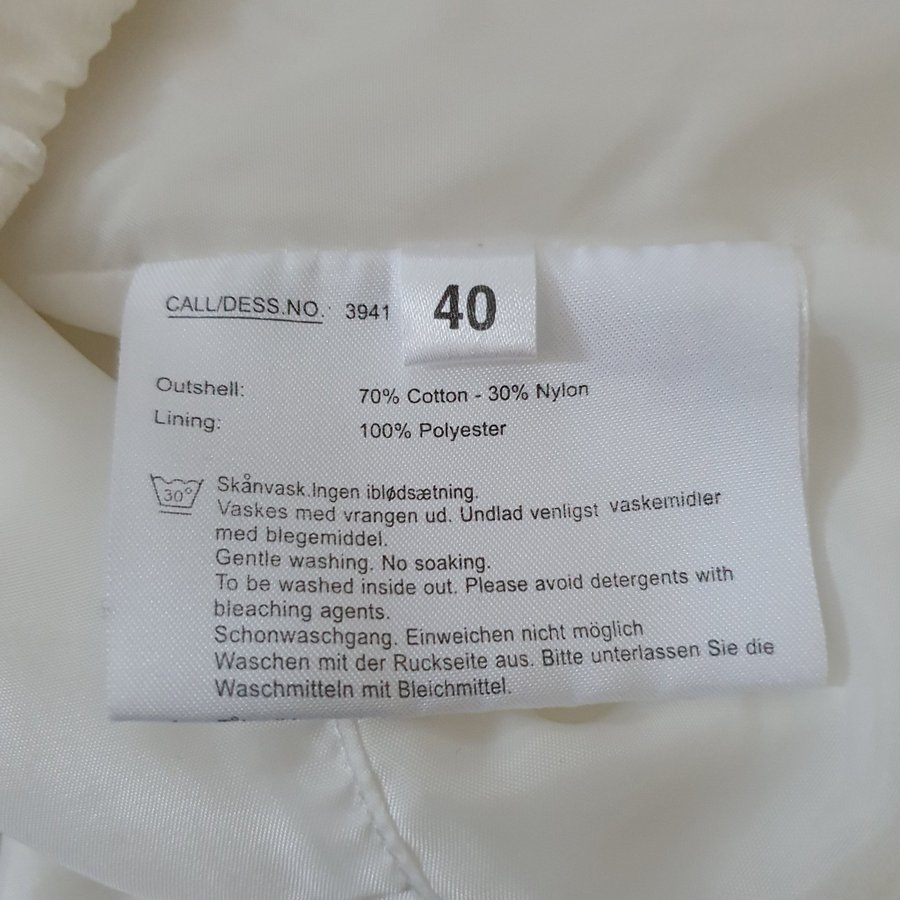 CALL/DESS.NO. 3941 40
Outshell: 70% Cotton - 30% Nylon
Lining: 100% Polyester
30°
Skånvask.Ingen iblødsætning.
Vaskes med vrangen ud. Undlad venligst vaskemidler
med blegemiddel.
Gentle washing. No soaking.
To be washed inside out. Please avoid detergents with
bleaching agents.
Schonwaschgang. Einweichen nicht möglich
Waschen mit der Ruckseite aus. Bitte unterlassen Sie die
Waschmitteln mit Bleichmittel.